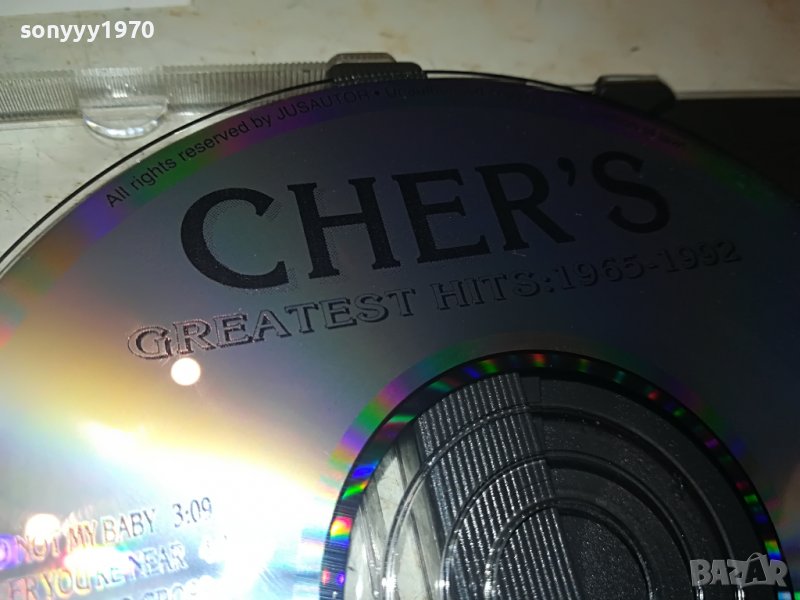 sonyyy1970
All rights reserved by JUSAUTOR •
CHER'S
GREATEST HITS: 1965-1992
NOT MY BABY 3:09
YOU'RE NEAR
BAZAR